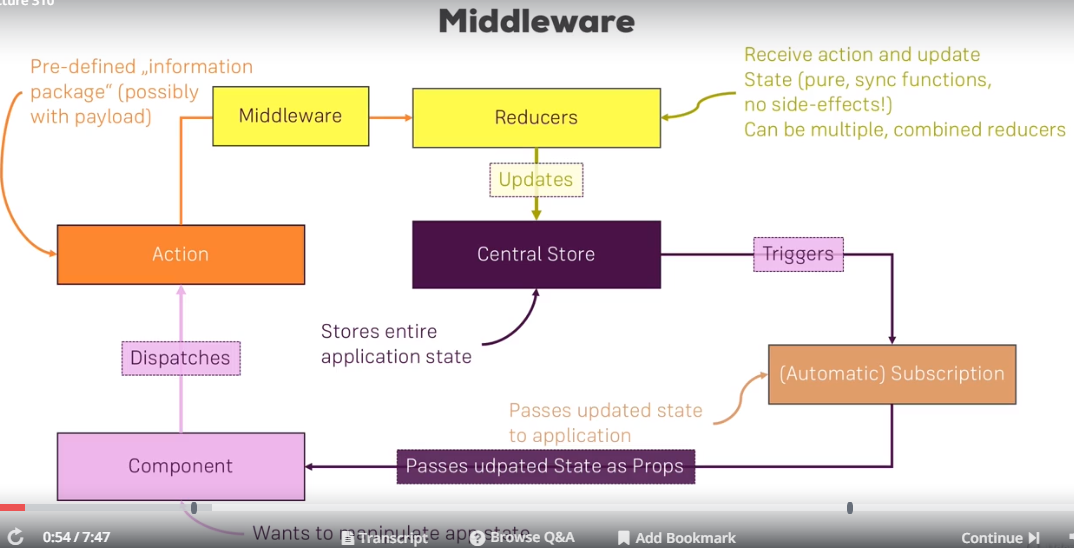 Lecture 310
Middleware
Pre-defined „information
package“ (possibly
with payload)
Middleware
Reducers
Receive action and update
State (pure, sync functions,
no side-effects!)
Can be multiple, combined reducers
Updates
Action
Central Store
Triggers
Stores entire
application state
Dispatches
(Automatic) Subscription
Passes updated state
to application
Component
Passes udpated State as Props
Wants to manipulate app state
0:54 / 7:47
Transcript
Browse Q&A
Add Bookmark
Continue